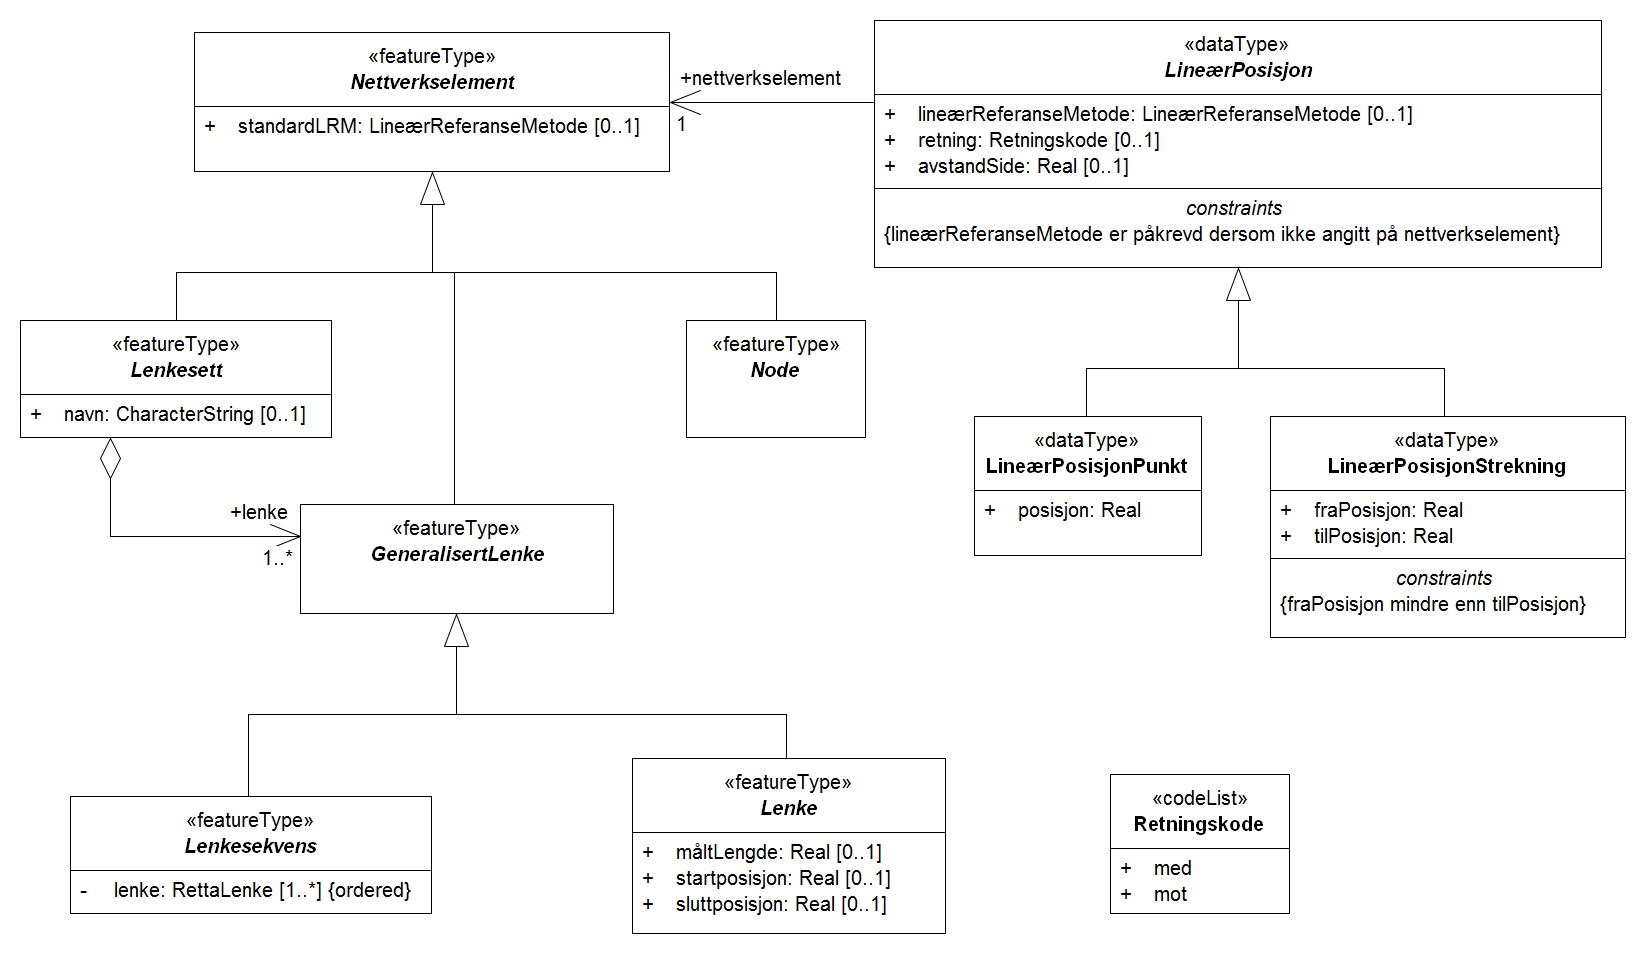 «featureType»
Nettverkselement
+ standardLRM: LineærReferanseMetode [0..1]
+nettverkselement
1
«dataType»
LineærPosisjon
+ lineærReferanseMetode: LineærReferanseMetode [0..1]
+ retning: Retningskode [0..1]
+ avstandSide: Real [0..1]
constraints
{lineærReferanseMetode er påkrevd dersom ikke angitt på nettverkselement}
«featureType»
Lenkesett
+ navn: CharacterString [0..1]
«featureType»
Node
+lenke
1..*
«featureType»
GeneralisertLenke
«dataType»
LineærPosisjonPunkt
+ posisjon: Real
«dataType»
LineærPosisjonStrekning
+ fraPosisjon: Real
+ tilPosisjon: Real
constraints
{fraPosisjon mindre enn tilPosisjon}
«featureType»
Lenkesekvens
- lenke: RettaLenke [1..*] {ordered}
«featureType»
Lenke
+ måltLengde: Real [0..1]
+ startposisjon: Real [0..1]
+ sluttposisjon: Real [0..1]
«codeList»
Retningskode
+ med
+ mot